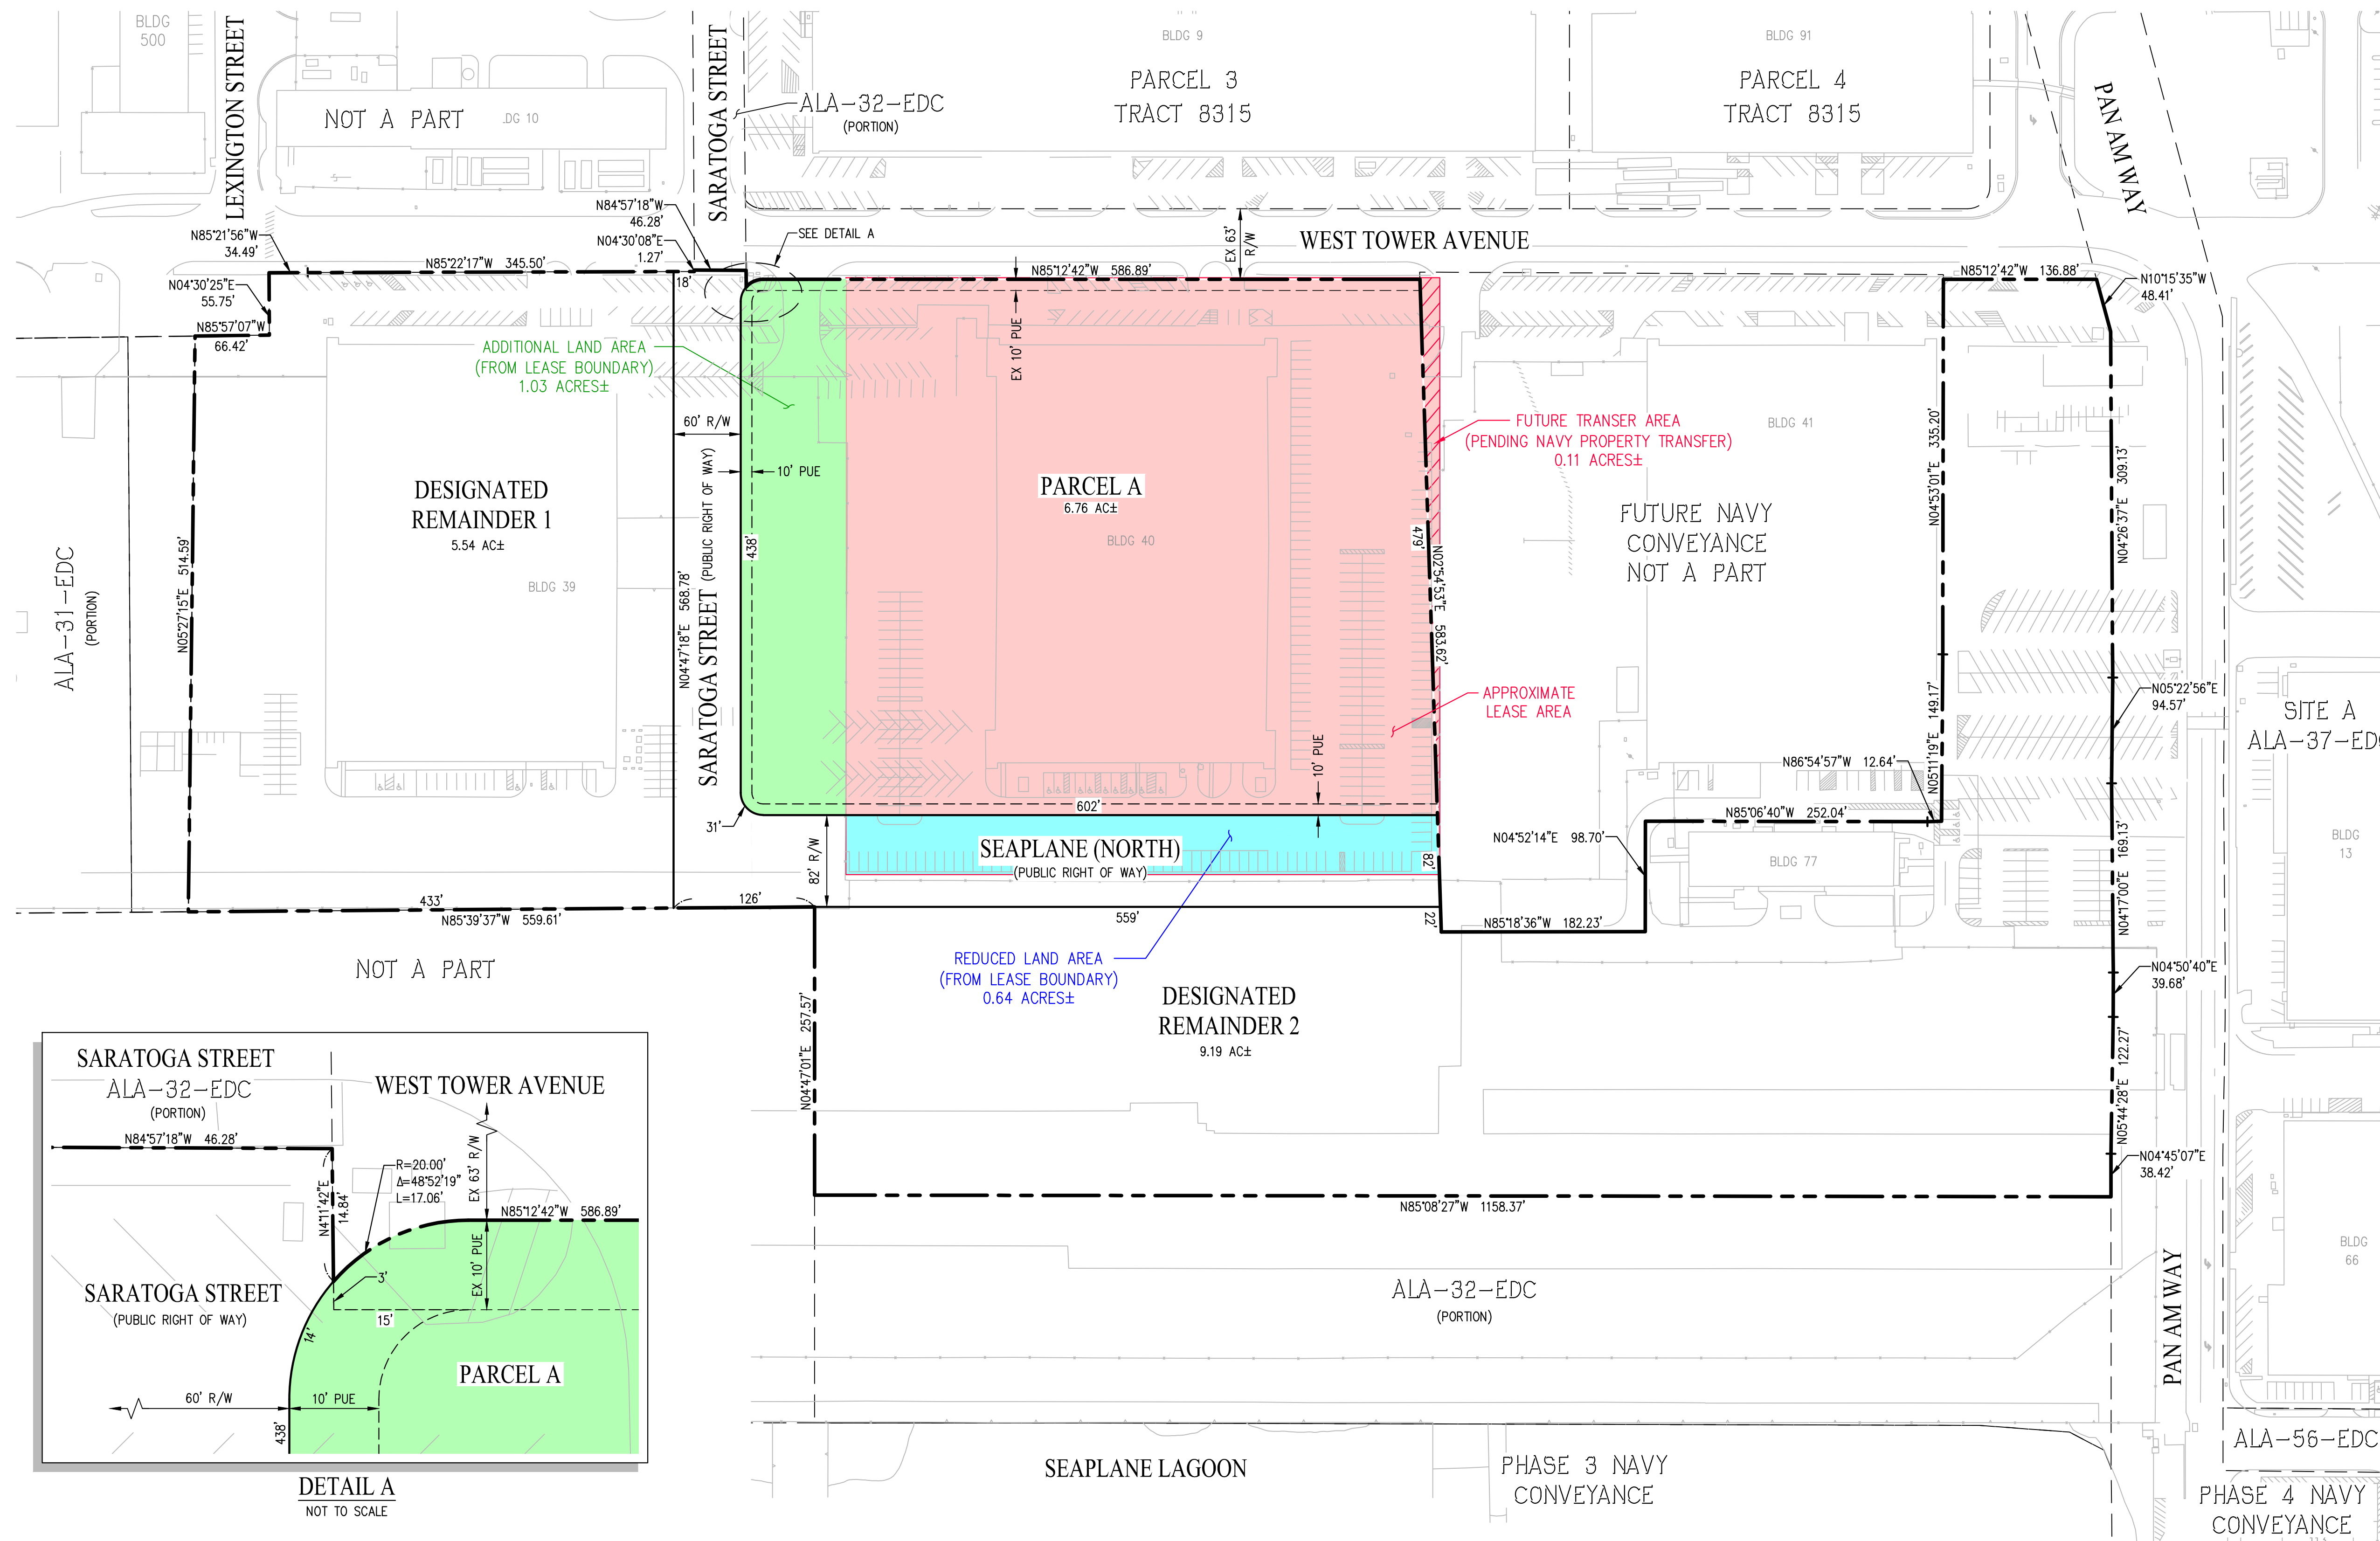 BLDG
500
LEXINGTON STREET
NOT A PART
.DG 10
SARATOGA STREET
ALA-32-EDC
(PORTION)
BLDG 9
PARCEL 3
TRACT 8315
BLDG 91
PARCEL 4
TRACT 8315
PAN AM WAY
N84°57'18"W
46.28'
N04°30'08"E
1.27'
SEE DETAIL A
EX 63'
R/W
WEST TOWER AVENUE
N85°21'56"W
34.49'
N85°22'17"W 345.50'
18'
N85°12'42"W 586.89'
N85°12'42"W 136.88'
N10°15'35"W
48.41'
N04°30'25"E
55.75'
N85°57'07"W
66.42'
EX 10' PUE
ADDITIONAL LAND AREA
(FROM LEASE BOUNDARY)
1.03 ACRES±
60' R/W
10' PUE
FUTURE TRANSER AREA
(PENDING NAVY PROPERTY TRANSFER)
0.11 ACRES±
BLDG 41
N04°53'01"E 335.20'
N04°26'37"E 309.13'
DESIGNATED
REMAINDER 1
5.54 AC±
BLDG 39
ALA-31-EDC
(PORTION)
N05°27'15"E 514.59'
N04°47'18"E 568.78'
SARATOGA STREET (PUBLIC RIGHT OF WAY)
438'
PARCEL A
6.76 AC±
BLDG 40
479'
N02°54'53"E 583.62'
FUTURE NAVY
CONVEYANCE
NOT A PART
APPROXIMATE
LEASE AREA
N05°11'19"E 149.17'
N05°22'56"E
94.57'
SITE A
ALA-37-ED
N86°54'57"W 12.64'
10' PUE
602'
31'
N85°06'40"W 252.04'
N04°52'14"E 98.70'
BLDG 77
N04°17'00"E 169.13'
BLDG
13
82' R/W
SEAPLANE (NORTH)
(PUBLIC RIGHT OF WAY)
82'
433'
N85°39'37"W 559.61'
126'
559'
22'
N85°18'36"W 182.23'
NOT A PART
REDUCED LAND AREA
(FROM LEASE BOUNDARY)
0.64 ACRES±
N04°50'40"E
39.68'
DESIGNATED
REMAINDER 2
9.19 AC±
N04°47'01"E 257.57'
N05°44'28"E 122.27'
N04°45'07"E
38.42'
N85°08'27"W 1158.37'
SARATOGA STREET
ALA-32-EDC
(PORTION)
WEST TOWER AVENUE
N84°57'18"W 46.28'
N4°11'42"E
14.84'
R=20.00'
Δ=48°52'19"
L=17.06'
EX 63' R/W
N85°12'42"W 586.89'
EX 10' PUE
3'
15'
SARATOGA STREET
(PUBLIC RIGHT OF WAY)
14'
PARCEL A
60' R/W
10' PUE
438'
DETAIL A
NOT TO SCALE
ALA-32-EDC
(PORTION)
PAN AM WAY
BLDG
66
SEAPLANE LAGOON
PHASE 3 NAVY
CONVEYANCE
ALA-56-EDC
PHASE 4 NAVY
CONVEYANCE